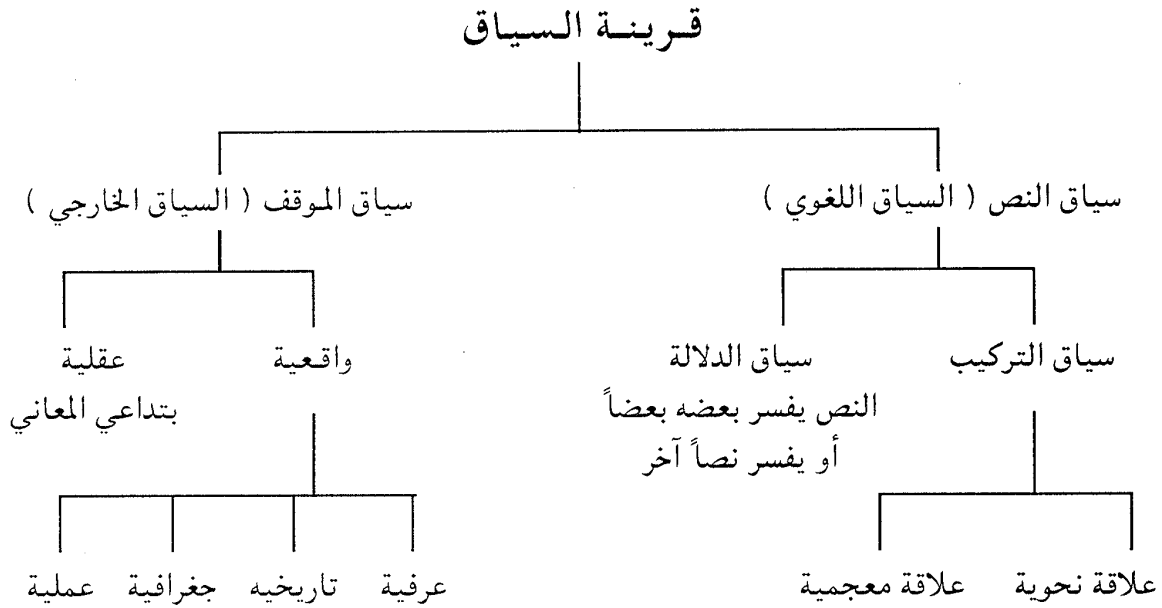 قرينة السياق
سياق النص ( السياق اللغوي )
سياق الموقف ( السياق الخارجي )
سياق التركيب
سياق الدلالة
النص يفسر بعضه بعضاً
أو يفسر نصاً آخر
واقعية
عقلية
بتداعي المعاني
علاقة نحوية
علاقة معجمية
عرفية
تاريخيه
جغرافية
عملية